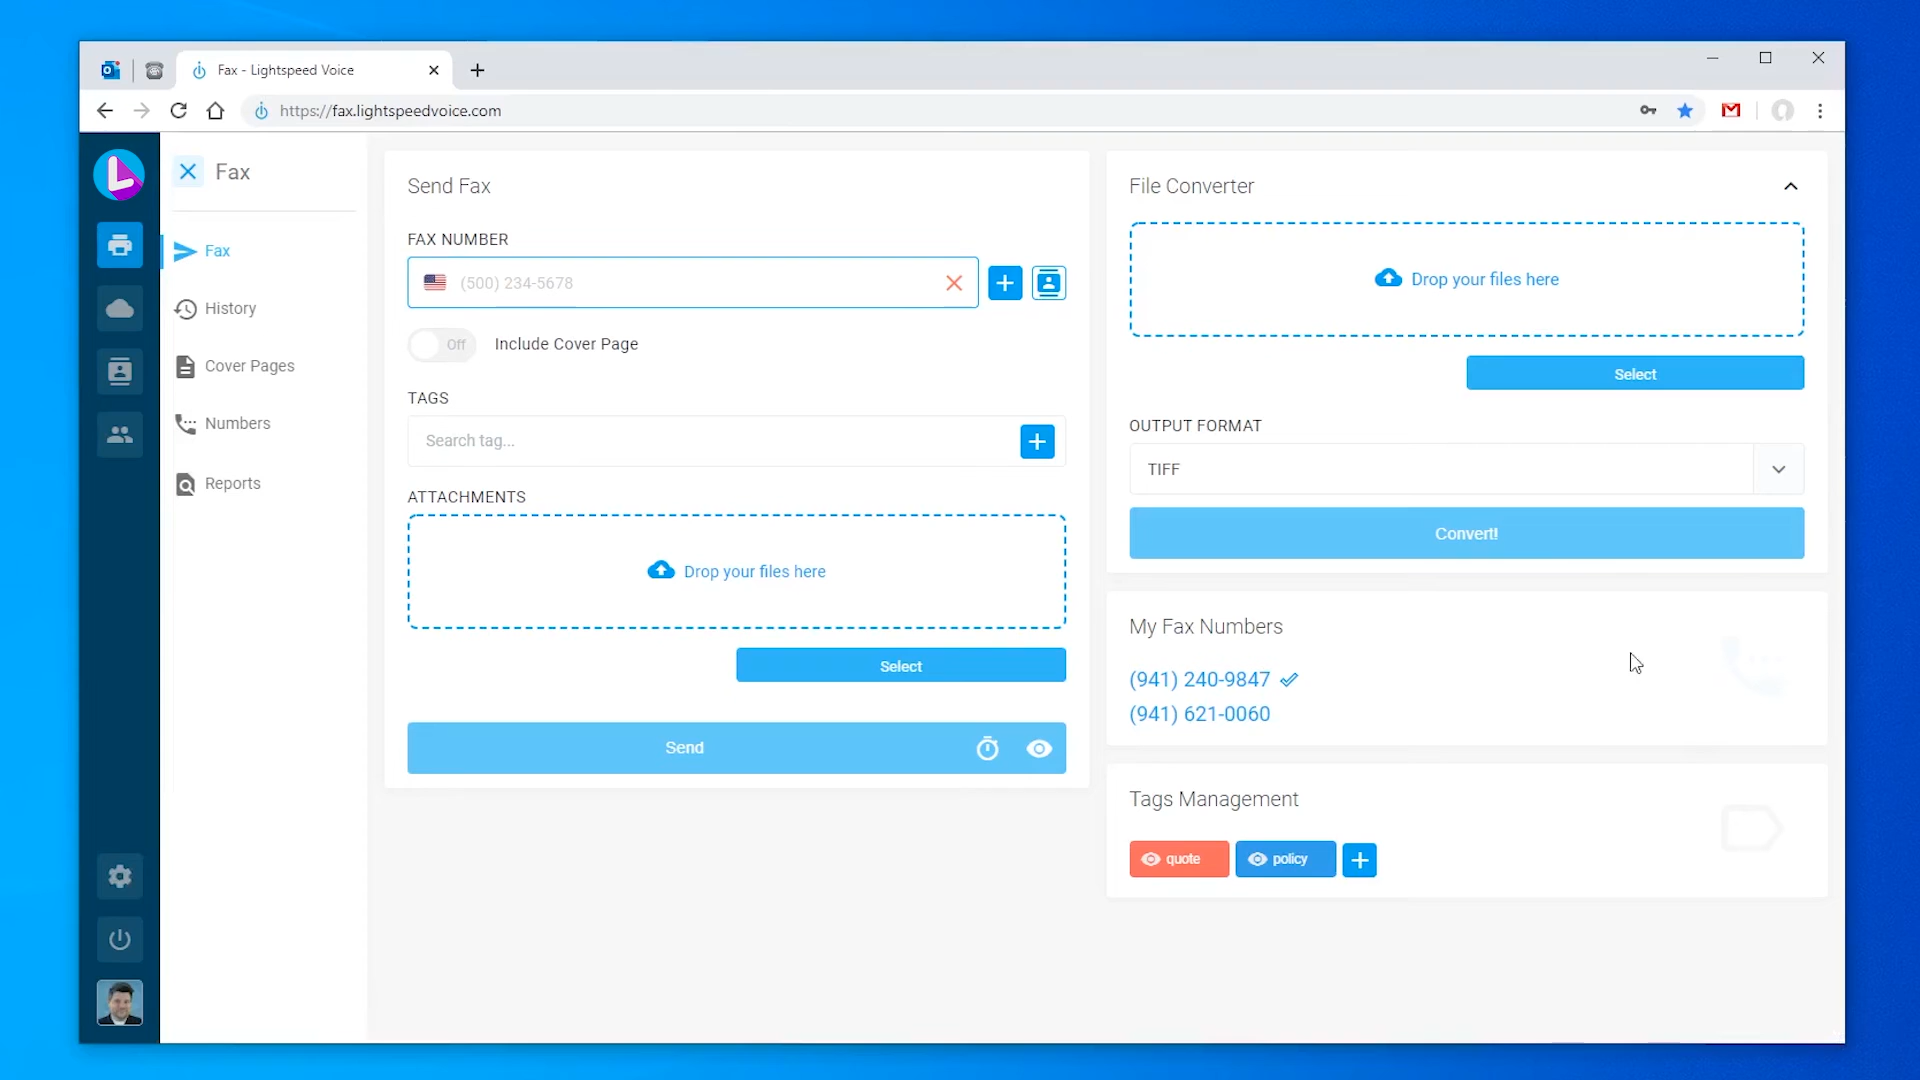 Fax - Lightspeed Voice
https://fax.lightspeedvoice.com
Fax
Fax
History
Cover Pages
Numbers
Reports
Send Fax
FAX NUMBER
(500) 234-5678
Off
Include Cover Page
TAGS
Search tag...
ATTACHMENTS
Drop your files here
Select
Send
File Converter
Drop your files here
Select
OUTPUT FORMAT
TIFF
Convert!
My Fax Numbers
(941) 240-9847
(941) 621-0060
Tags Management
quote
policy